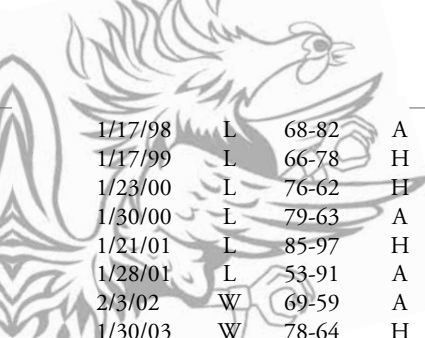 1/17/98 L 68-82 A
1/17/99 L 66-78 H
1/23/00 L 76-62 H
1/30/00 L 79-63 A
1/21/01 L 85-97 H
1/28/01 L 53-91 A
2/3/02 W 69-59 A
1/30/03 W 78-64 H